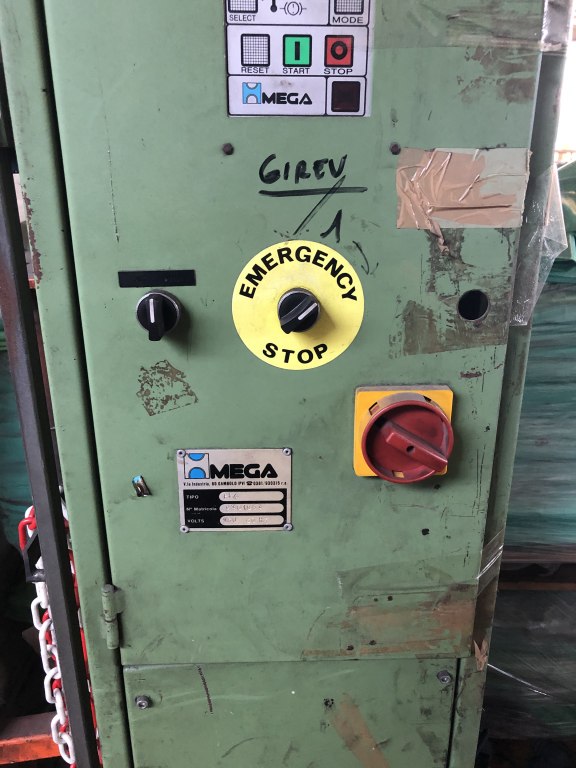 SELECT
MODE
RESET START STOP
MEGA
GIREV
1
EMERGENCY
STOP
MEGA
TIPO
N° Matricola
VOLTS